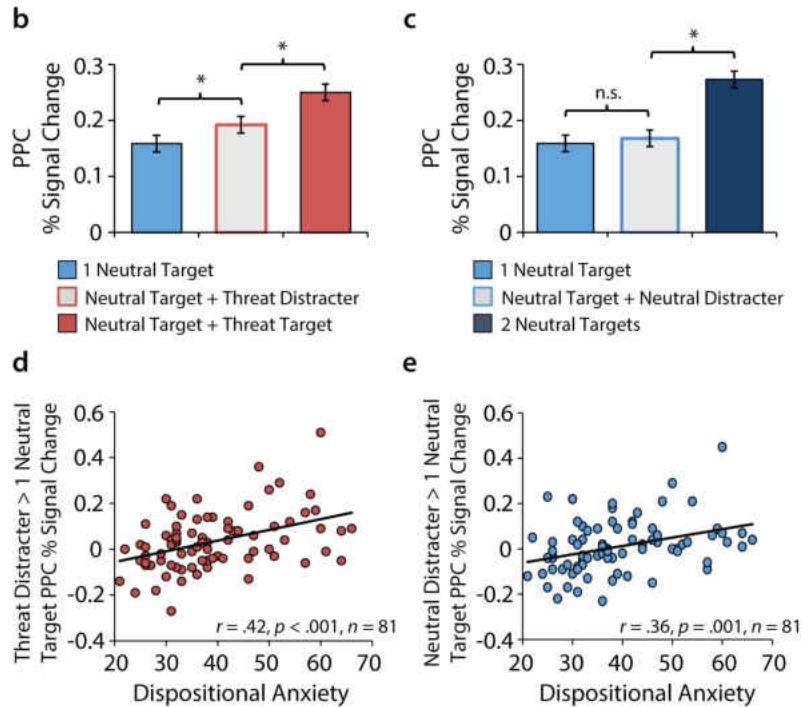 b
*
*
0.3
0.2
0.1
0
PPC
% Signal Change
1 Neutral Target
Neutral Target + Threat Distracter
Neutral Target + Threat Target
c
*
n.s.
0.3
0.2
0.1
0
PPC
% Signal Change
1 Neutral Target
Neutral Target + Neutral Distracter
2 Neutral Targets
d
Threat Distracter > 1 Neutral
Target PPC % Signal Change
0.6
0.4
0.2
0
-0.2
-0.4
r = .42, p < .001, n = 81
20 30 40 50 60 70
Dispositional Anxiety
e
Neutral Distracter > 1 Neutral
Target PPC % Signal Change
0.6
0.4
0.2
0
-0.2
-0.4
r = .36, p = .001, n = 81
20 30 40 50 60 70
Dispositional Anxiety